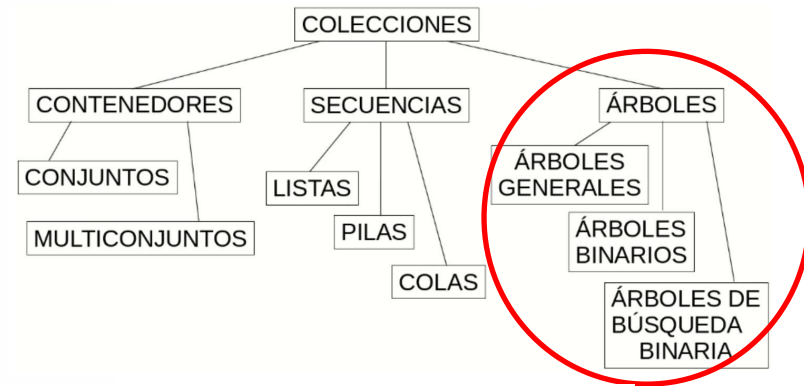 COLECCIONES
CONTENEDORES
SECUENCIAS
ÁRBOLES
CONJUNTOS
MULTICONJUNTOS
LISTAS
PILAS
COLAS
ÁRBOLES
GENERALES
ÁRBOLES
BINARIOS
ÁRBOLES DE
BÚSQUEDA
BINARIA